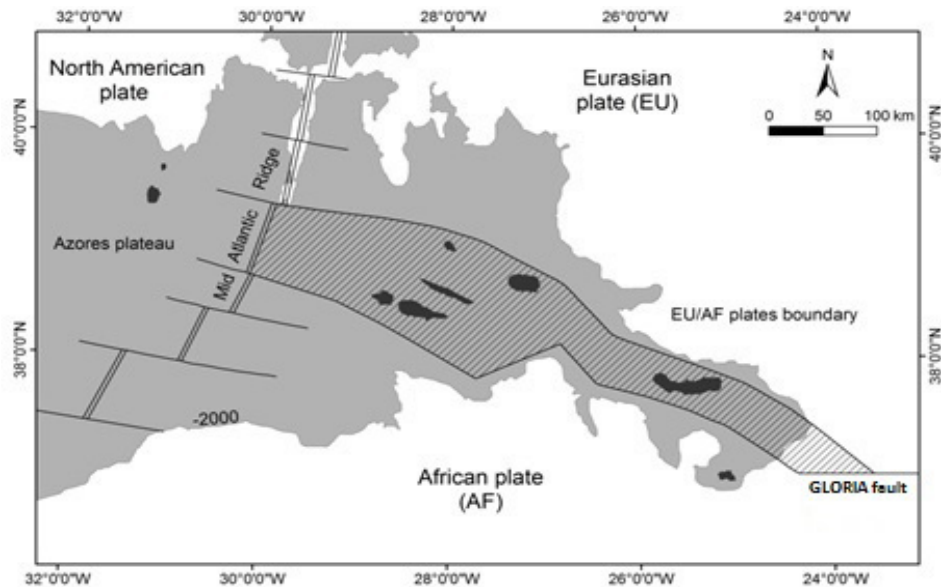 32°0'0"W
30°0'0"W
28°0'0"W
26°0'0"W
24°0'0"W
North American
plate
Eurasian
plate (EU)
N
0 50 100 km
40°0'0"N
40°0'0"N
Ridge
Atlantic
Mid
Azores plateau
EU/AF plates boundary
38°0'0"N
38°0'0"N
-2000
African plate
(AF)
GLORIA fault
32°0'0"W
30°0'0"W
28°0'0"W
26°0'0"W
24°0'0"W